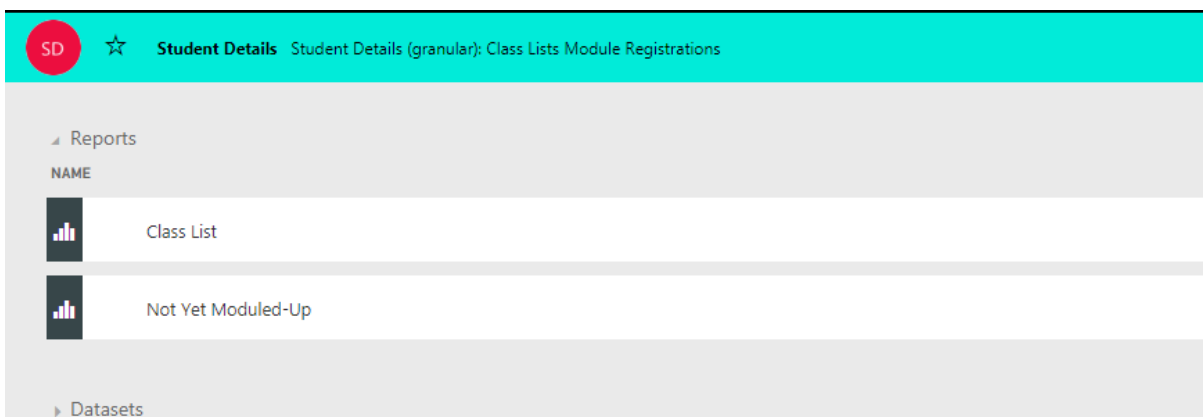 SD Student Details Student Details (granular): Class Lists Module Registrations
Reports
NAME
Class List
Not Yet Moduled-Up
Datasets